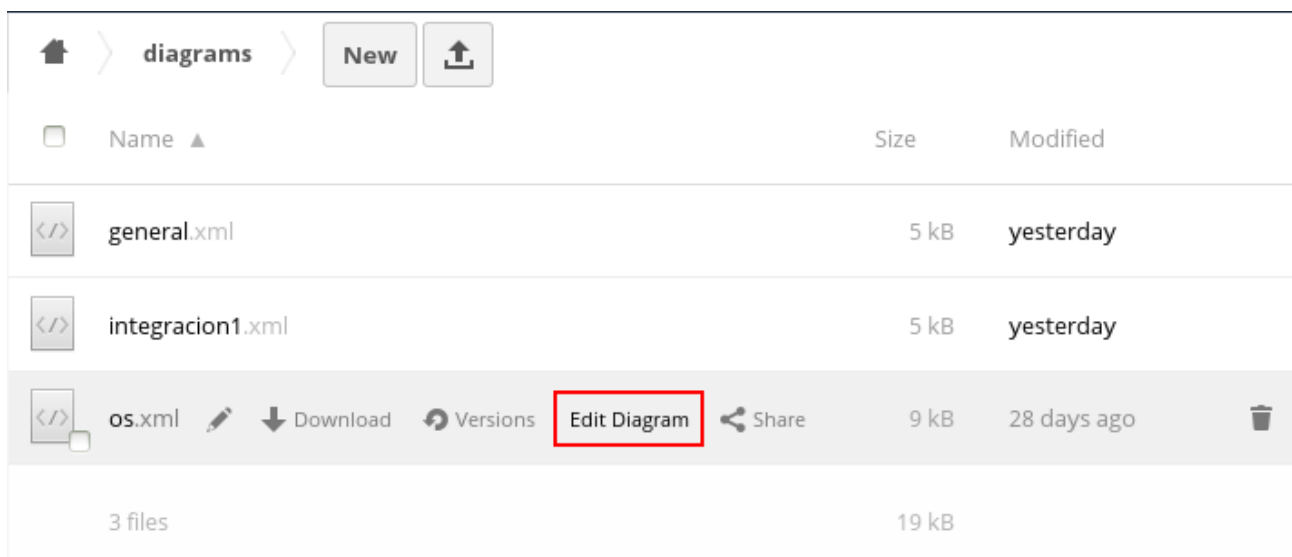 diagrams New
Name ▲ Size Modified
</> general.xml 5 kB yesterday
</> integracion1.xml 5 kB yesterday
</> os.xml Download Versions Edit Diagram Share 9 kB 28 days ago
3 files 19 kB